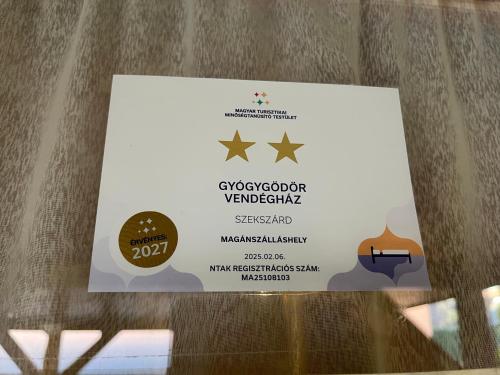 MAGYAR TURISZTIKAI
MINŐSÉGTANÚSÍTÓ TESTÜLET
GYÓGYGÖDÖR
VENDÉGHÁZ
SZEKSZÁRD
MAGÁNSZÁLLÁSHELY
2025.02.06.
NTAK REGISZTRÁCIÓS SZÁM:
MA25108103
ÉRVÉNYES:
2027